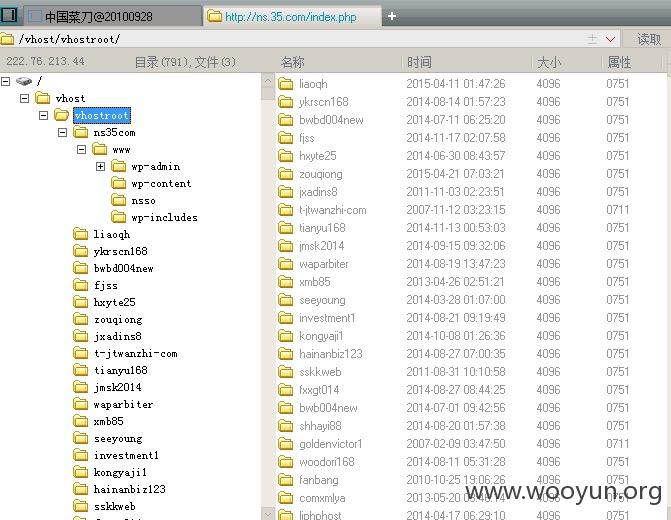 中国菜刀@20100928 http://ns.35.com/index.php +
/vhost/vhostroot/ 读取
222.76.213.44 目录(791),文件(3) 名称 时间 大小 属性
/
vhost
vhostroot
ns35com
www
wp-admin
wp-content
nsso
wp-includes
liaoqh
ykrscn168
bwbd004new
fjss
hxyte25
zouqiong
jxadins8
t-jtwanzhi-com
tianyu168
jmsk2014
waparbiter
xmb85
seeyoung
investment1
kongyaji1
hainanbiz123
sskkweb
liaoqh 2015-04-11 01:47:26 4096 0751
ykrscn168 2014-08-14 01:57:23 4096 0751
bwbd004new 2014-07-11 06:25:20 4096 0751
fjss 2014-11-17 02:07:58 4096 0751
hxyte25 2014-06-30 08:43:57 4096 0751
zouqiong 2015-04-21 07:03:21 4096 0751
jxadins8 2011-11-03 02:23:51 4096 0751
t-jtwanzhi-com 2007-11-12 03:23:15 4096 0711
tianyu168 2014-11-13 00:53:03 4096 0751
jmsk2014 2014-09-15 09:32:06 4096 0751
waparbiter 2014-08-19 13:47:23 4096 0751
xmb85 2013-04-26 02:51:21 4096 0751
seeyoung 2014-03-28 01:07:00 4096 0751
investment1 2014-08-21 09:19:49 4096 0751
kongyaji1 2014-10-08 01:26:36 4096 0751
hainanbiz123 2014-08-27 07:00:35 4096 0751
sskkweb 2011-08-31 10:10:58 4096 0751
fxxgt014 2014-08-27 08:44:25 4096 0751
bwb004new 2014-07-01 09:42:56 4096 0751
shhayi88 2014-08-20 01:57:38 4096 0751
goldenvictor1 2007-02-09 03:47:50 4096 0711
woodori168 2014-08-11 05:31:28 4096 0751
fanbang 2010-10-25 19:06:29 4096 0751
comxmlya 2013-05-20 4096 0751
liphphost 4096 0751
www.wooyun.org